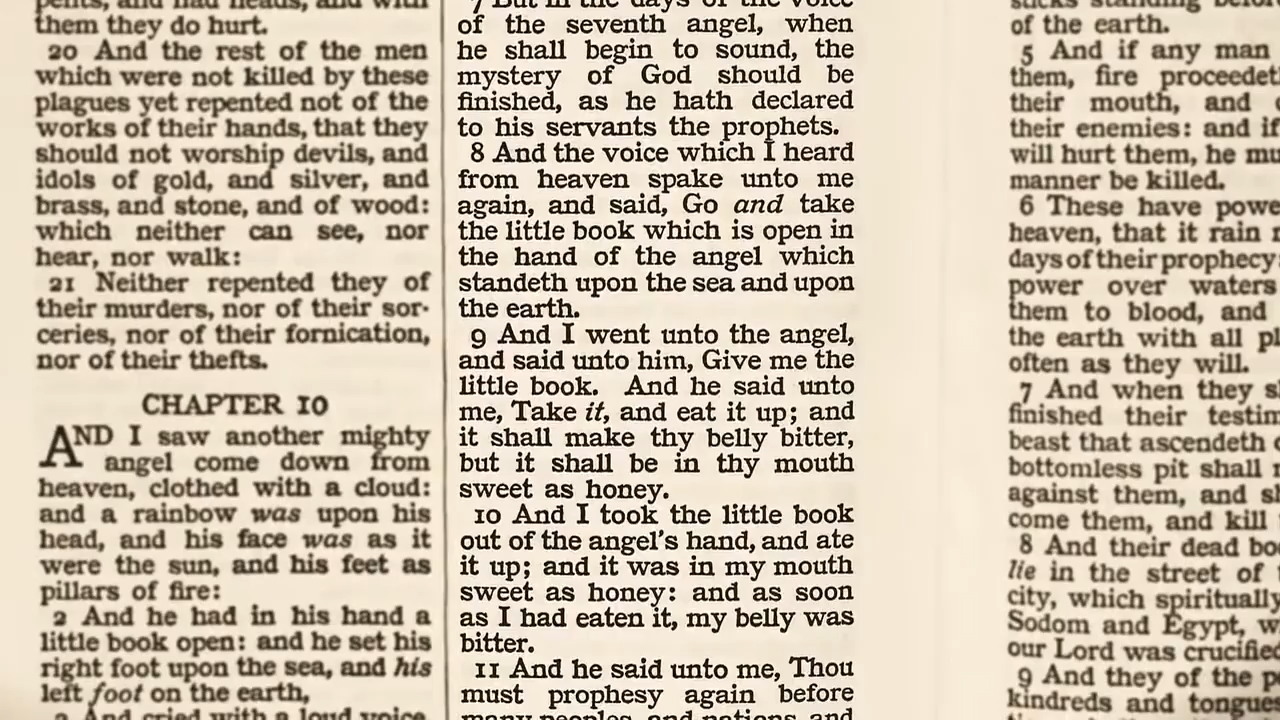 them they do hurt.
20 And the rest of the men
which were not killed by these
plagues yet repented not of the
works of their hands, that they
should not worship devils, and
idols of gold, and silver, and
brass, and stone, and of wood:
which neither can see, nor
hear, nor walk:
21 Neither repented they of
their murders, nor of their sor-
ceries, nor of their fornication,
nor of their thefts.
CHAPTER 10
AND I saw another mighty
angel come down from
heaven, clothed with a cloud:
and a rainbow was upon his
head, and his face was as it
were the sun, and his feet as
pillars of fire:
2 And he had in his hand a
little book open: and he set his
right foot upon the sea, and his
left foot on the earth,
3 And cried with a loud voice,
7 But in the days of the voice
of the seventh angel, when
he shall begin to sound, the
mystery of God should be
finished, as he hath declared
to his servants the prophets.
8 And the voice which I heard
from heaven spake unto me
again, and said, Go and take
the little book which is open in
the hand of the angel which
standeth upon the sea and upon
the earth.
9 And I went unto the angel,
and said unto him, Give me the
little book. And he said unto
me, Take it, and eat it up; and
it shall make thy belly bitter,
but it shall be in thy mouth
sweet as honey.
10 And I took the little book
out of the angel's hand, and ate
it up; and it was in my mouth
sweet as honey: and as soon
as I had eaten it, my belly was
bitter.
11 And he said unto me, Thou
must prophesy again before
many peoples, and nations, and
of the earth.
5 And if any man
them, fire
their mouth, and
their enemies: and if
will hurt them, he
manner be killed.
6 These have
heaven, that it rain
days of their prophecy:
power over waters
them to blood, and
the earth with all
often as they will.
7 And when they
finished their
beast that ascendeth
bottomless pit shall
against them, and
come them, and kill
8 And their dead
lie in the street of
city, which spiritually
Sodom and Egypt,
our Lord was crucified
9 And they of the
kindreds and